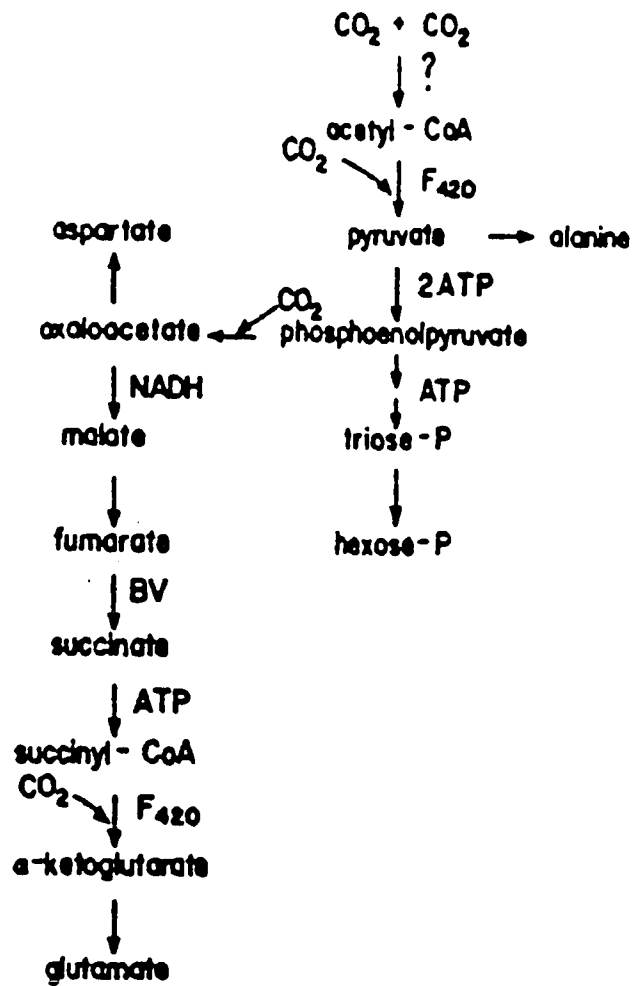 CO₂ + CO₂
?
acetyl - CoA
CO₂
F₄₂₀
aspartate
pyruvate
alanine
2ATP
CO₂
oxaloacetate
phosphoenolpyruvate
NADH
ATP
malate
triose - P
fumarate
hexose - P
BV
succinate
ATP
succinyl - CoA
CO₂
F₄₂₀
α-ketoglutarate
glutamate